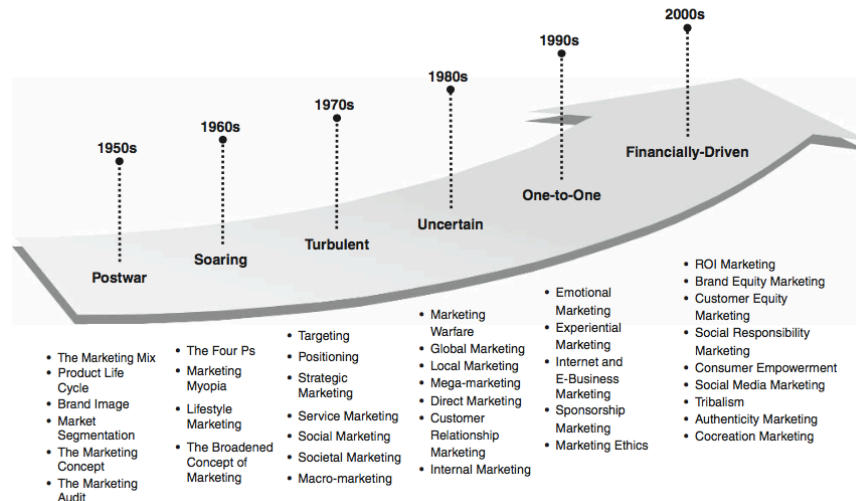 1950s
Postwar
• The Marketing Mix
• Product Life
Cycle
• Brand Image
• Market
Segmentation
• The Marketing
Concept
• The Marketing
Audit
1960s
Soaring
• The Four Ps
• Marketing
Myopia
• Lifestyle
Marketing
• The Broadened
Concept of
Marketing
1970s
Turbulent
• Targeting
• Positioning
• Strategic
Marketing
• Service Marketing
• Social Marketing
• Societal Marketing
• Macro-marketing
1980s
Uncertain
• Marketing
Warfare
• Global Marketing
• Local Marketing
• Mega-marketing
• Direct Marketing
• Customer
Relationship
Marketing
• Internal Marketing
1990s
One-to-One
• Emotional
Marketing
• Experiential
Marketing
• Internet and
E-Business
Marketing
• Sponsorship
Marketing
• Marketing Ethics
2000s
Financially-Driven
• ROI Marketing
• Brand Equity Marketing
• Customer Equity
Marketing
• Social Responsibility
Marketing
• Consumer Empowerment
• Social Media Marketing
• Tribalism
• Authenticity Marketing
• Cocreation Marketing